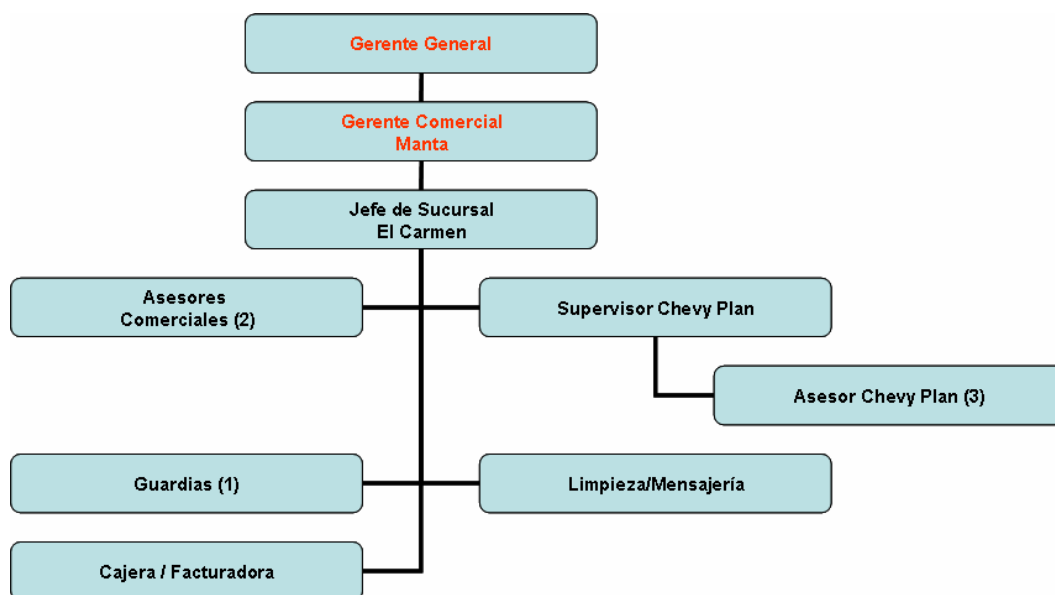 Gerente General
Gerente Comercial
Manta
Jefe de Sucursal
El Carmen
Asesores
Comerciales (2)
Supervisor Chevy Plan
Asesor Chevy Plan (3)
Guardias (1)
Limpieza/Mensajería
Cajera / Facturadora